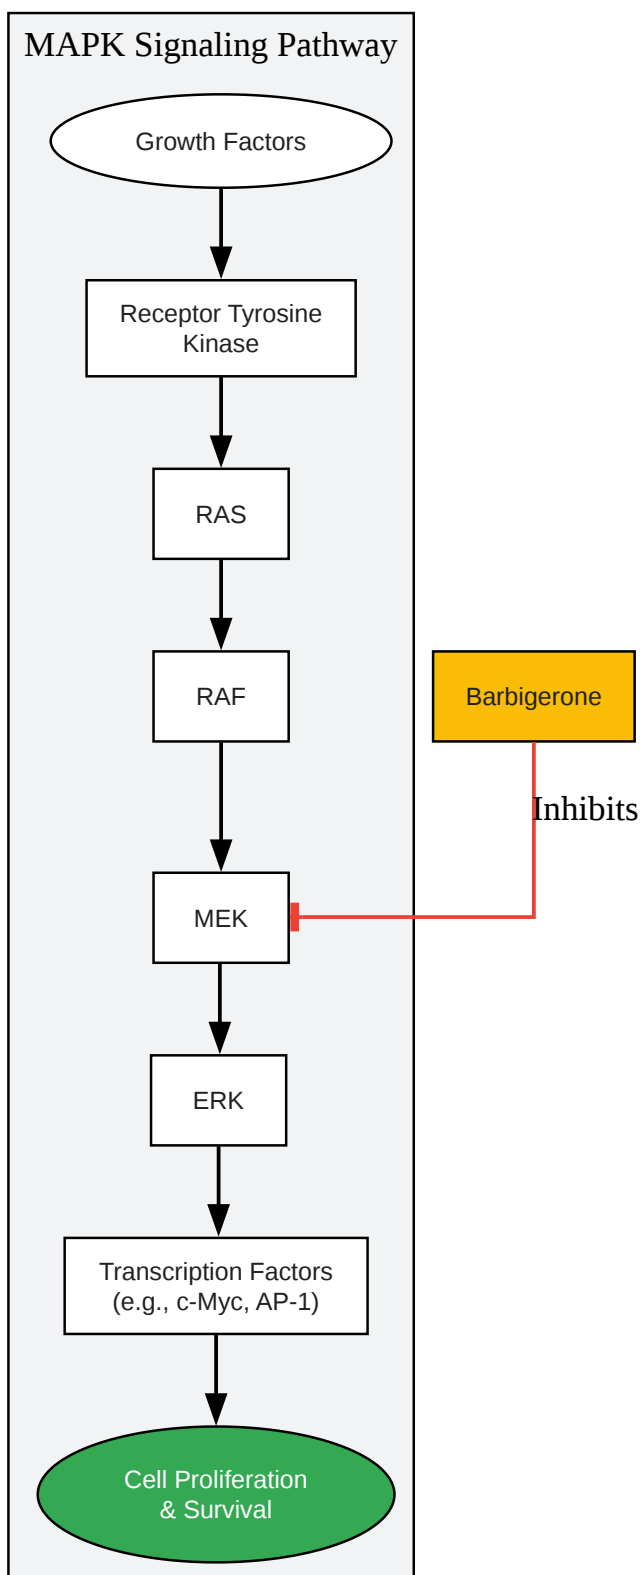 MAPK Signaling Pathway
Growth Factors
Receptor Tyrosine
Kinase
RAS
RAF
Barbigerone
Inhibits
MEK
ERK
Transcription Factors
(e.g., c-Myc, AP-1)
Cell Proliferation
& Survival